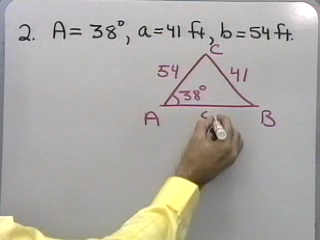 2. A = 38°, a = 41 ft, b = 54 ft.
C
54 41
38°
A c B